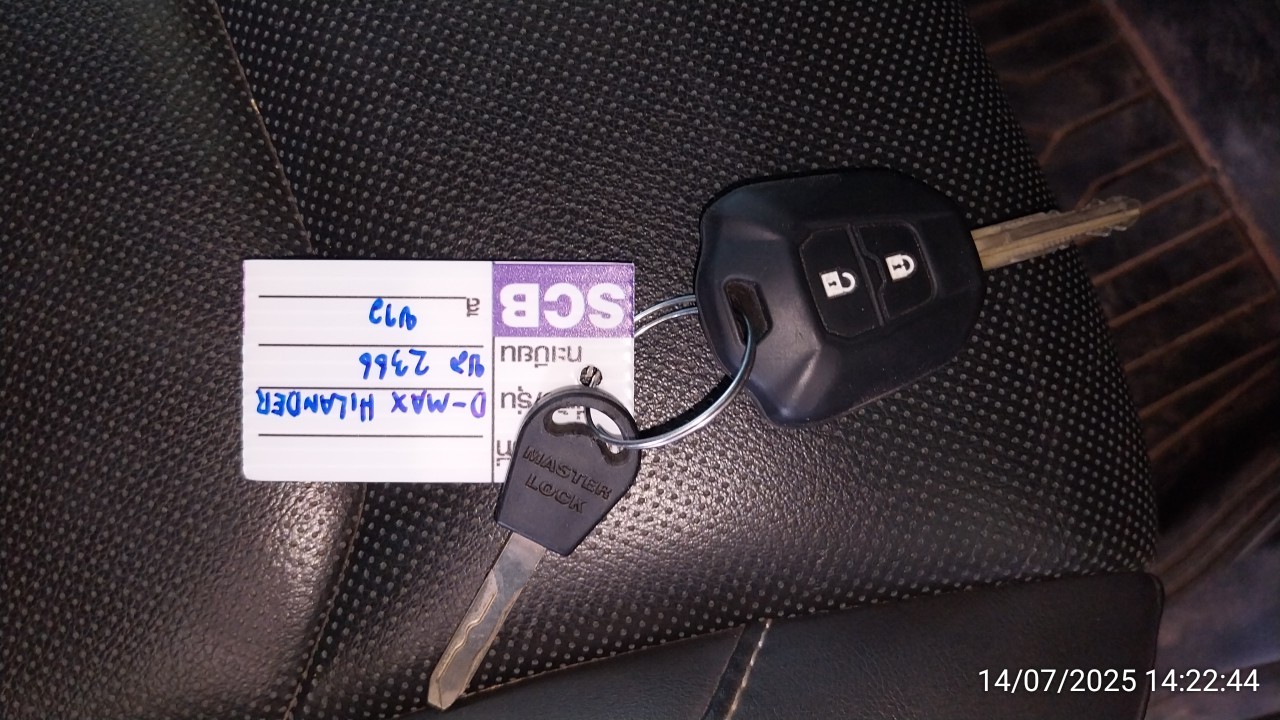 รุ่น D-MAX HILANDER
ทะเบียน 2366
SCB
สี ขาว
MASTER
LOCK
14/07/2025 14:22:44